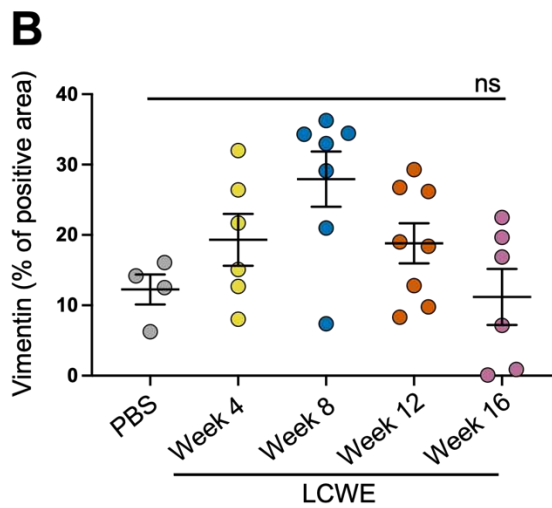 B
ns
Vimentin (% of positive area)
40
30
20
10
0
PBS
Week 4
Week 8
Week 12
Week 16
LCWE